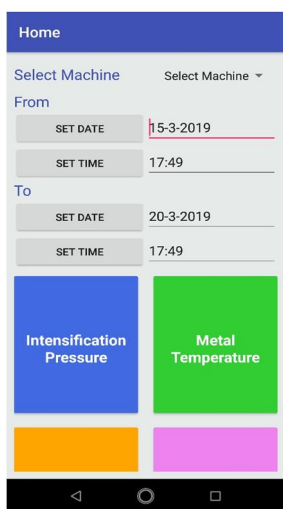 Home
Select Machine Select Machine
From
SET DATE 15-3-2019
SET TIME 17:49
To
SET DATE 20-3-2019
SET TIME 17:49
Intensification
Pressure
Metal
Temperature